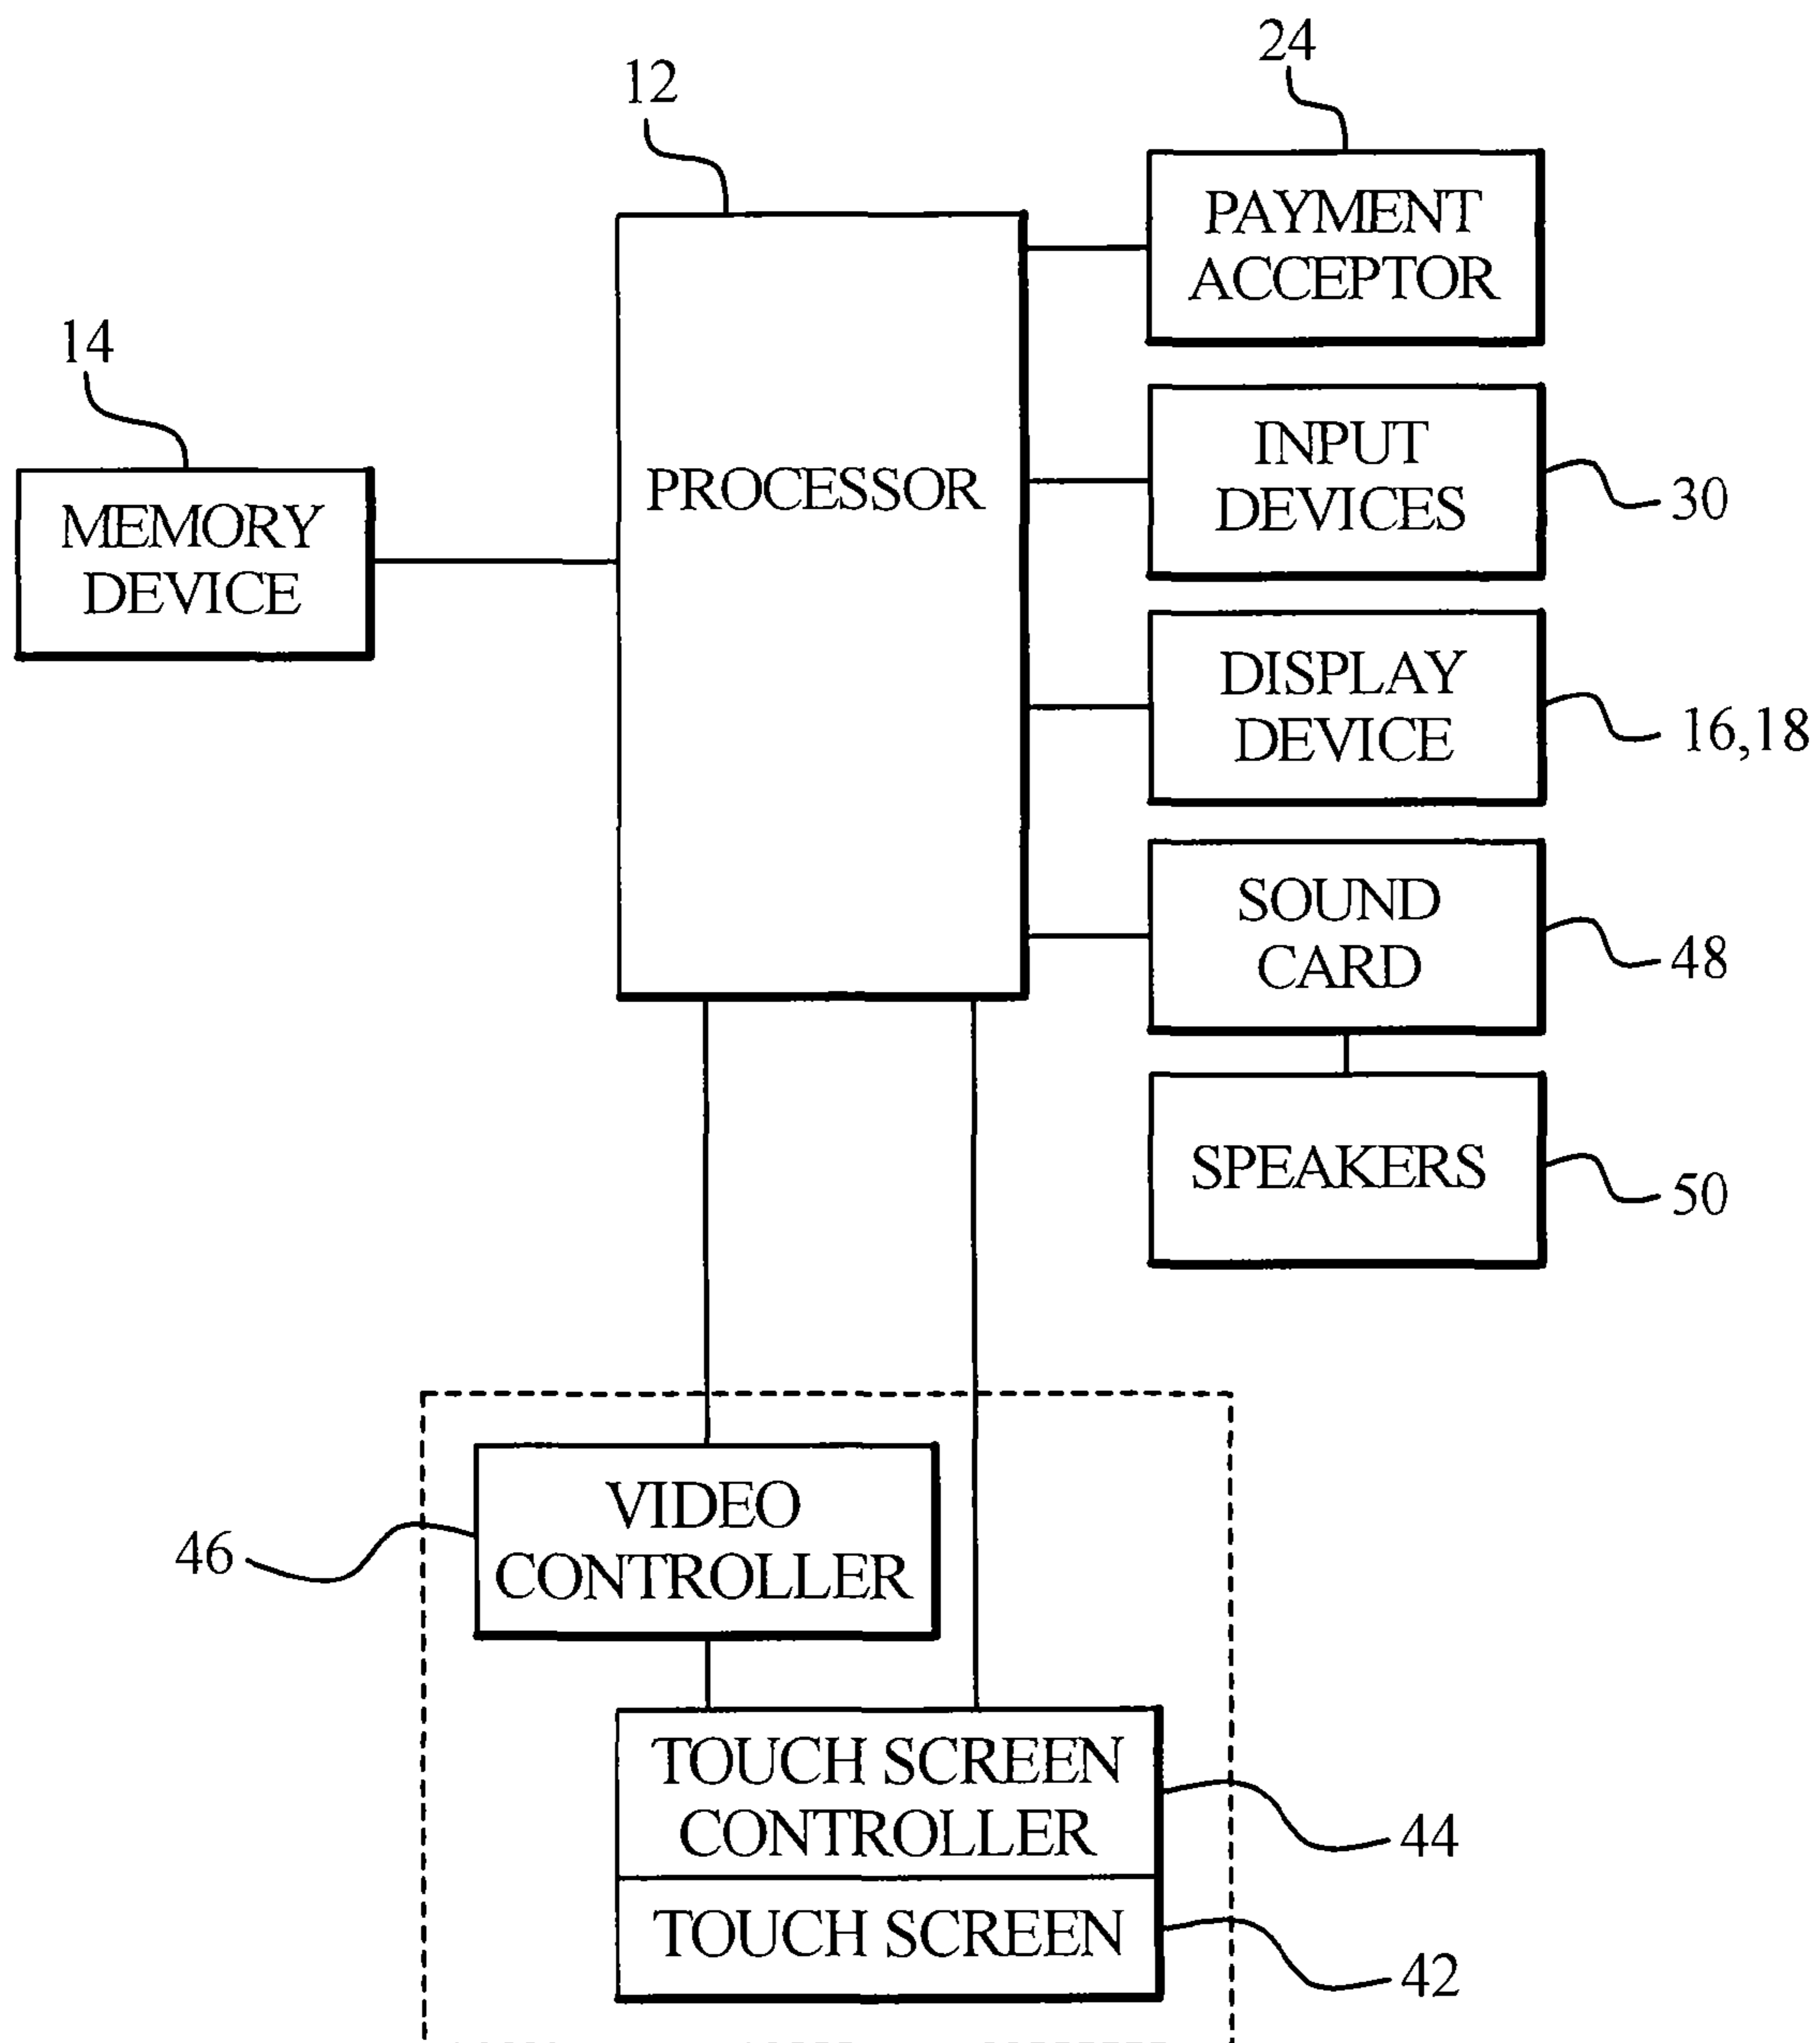 24
12
PAYMENT
ACCEPTOR
14
INPUT
DEVICES
30
PROCESSOR
MEMORY
DEVICE
DISPLAY
DEVICE
16,18
SOUND
CARD
48
SPEAKERS
50
VIDEO
CONTROLLER
46
TOUCH SCREEN
CONTROLLER
44
TOUCH SCREEN
42